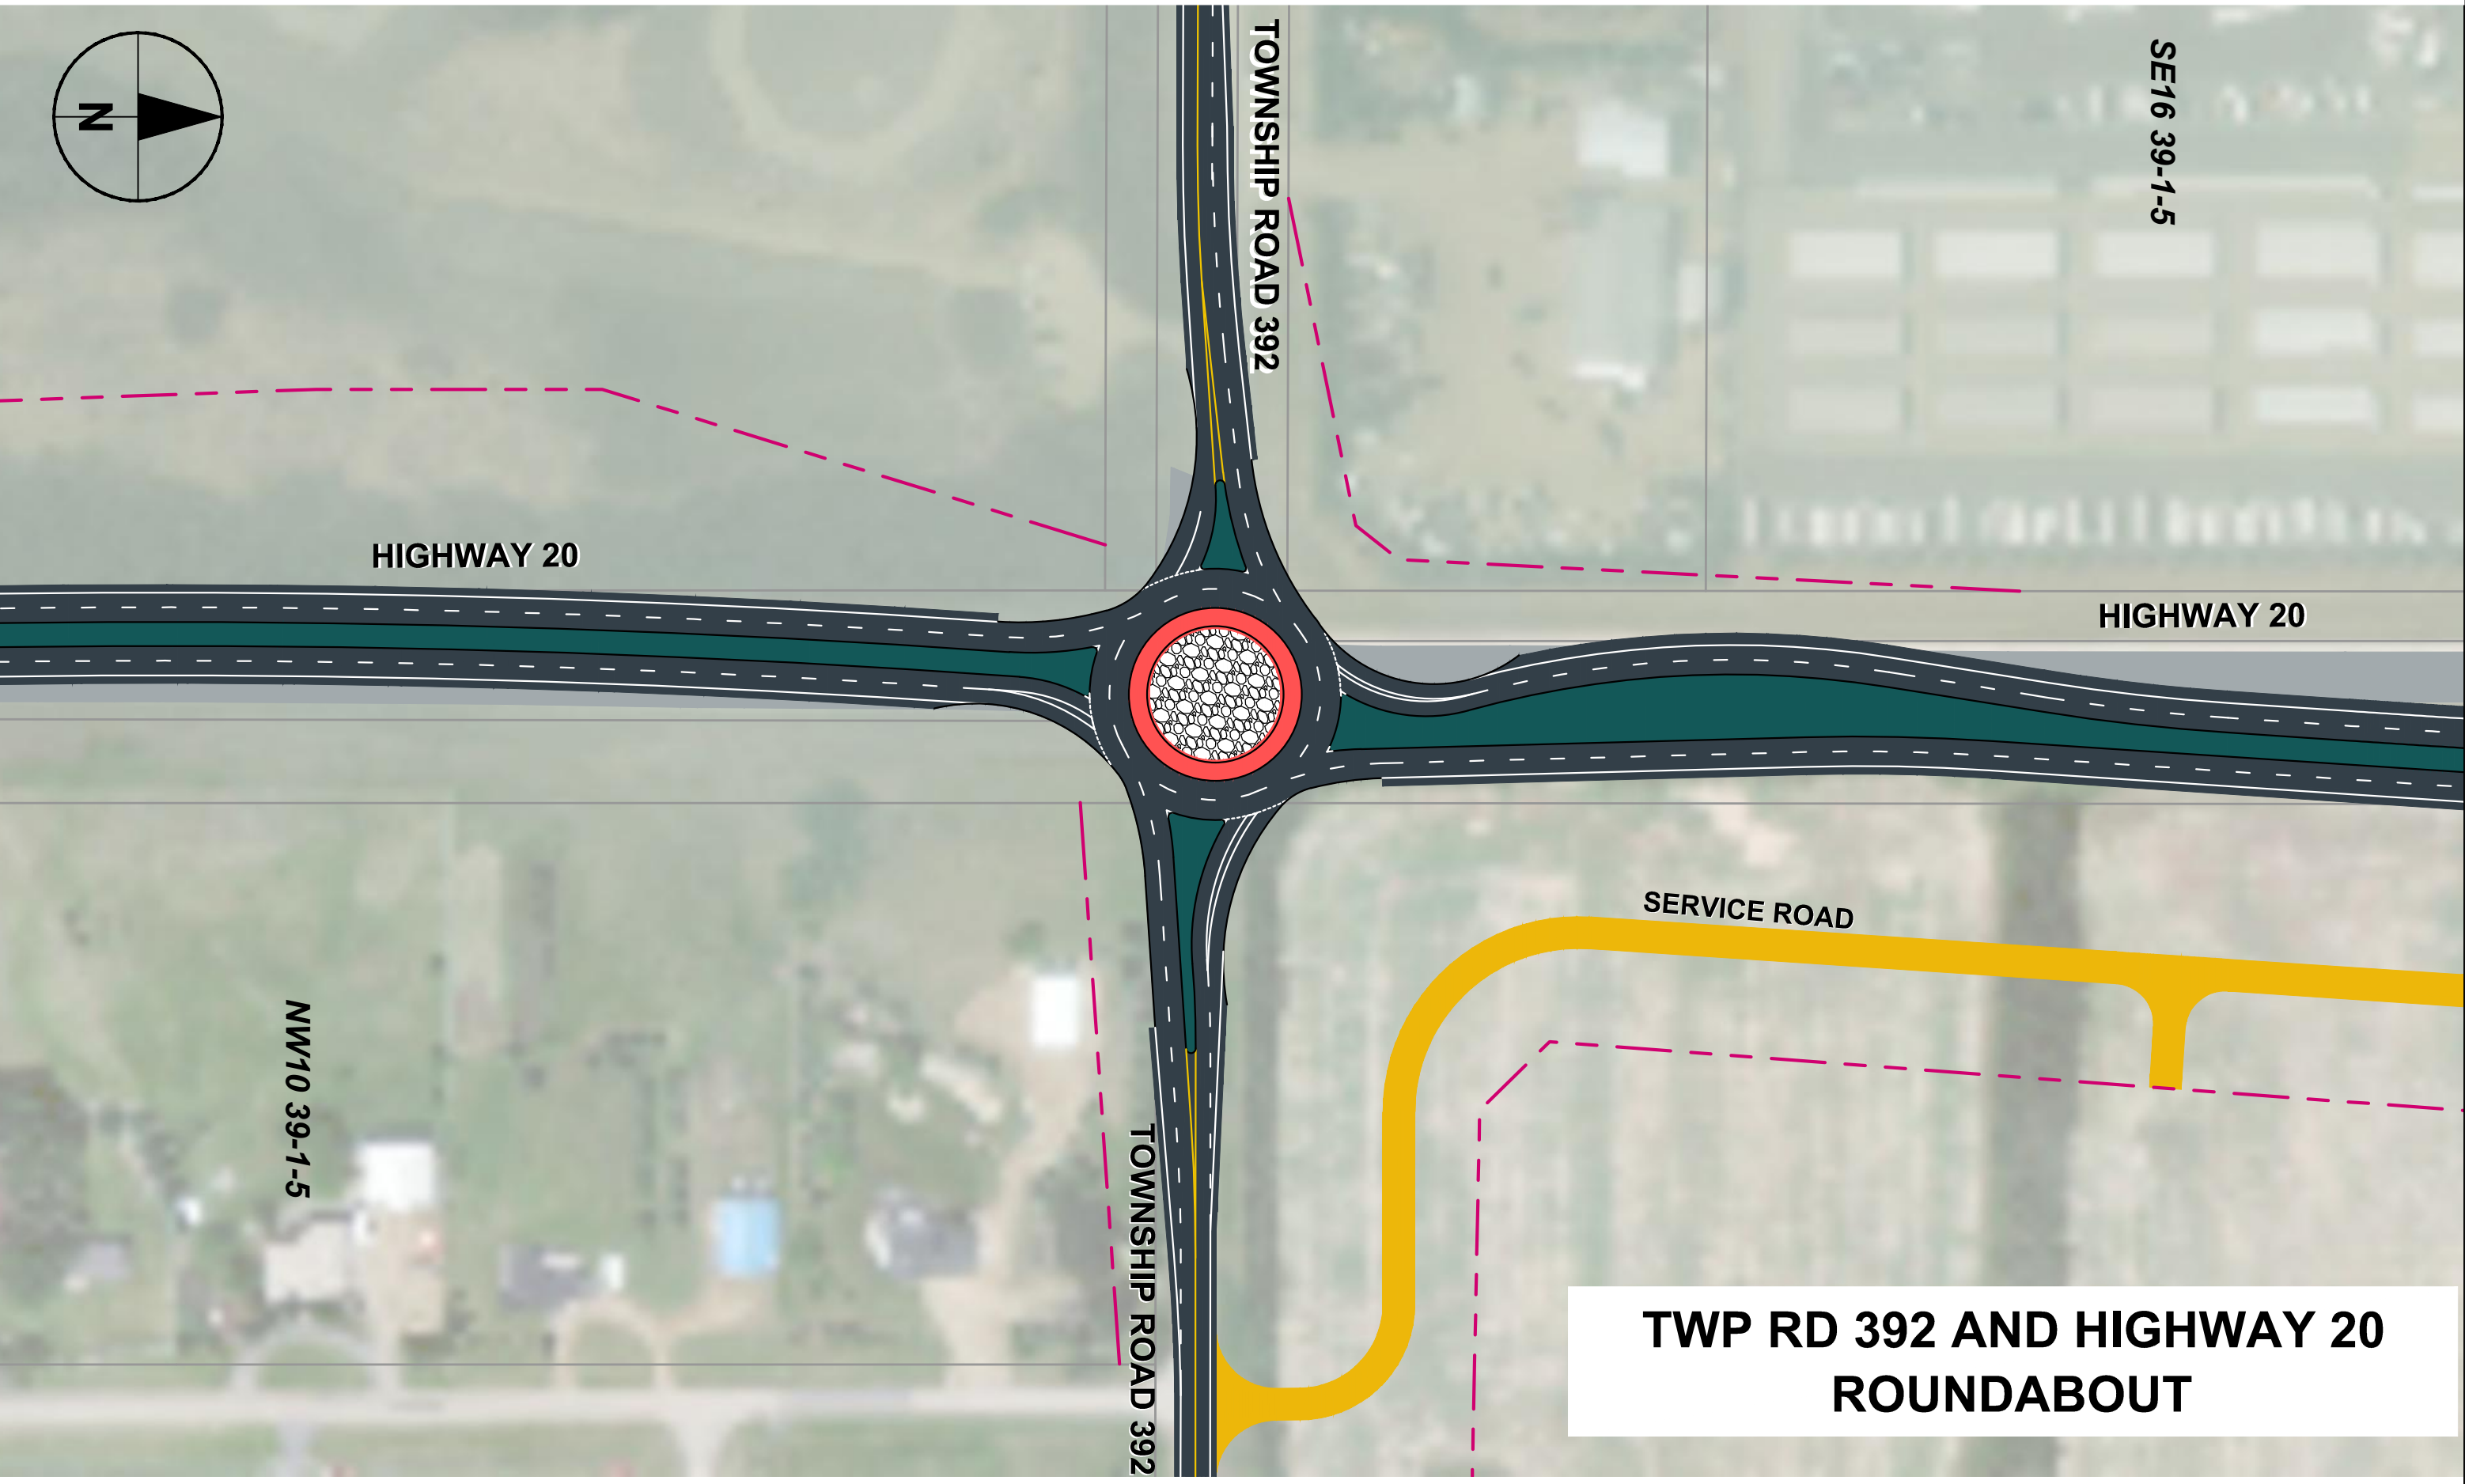 N
TOWNSHIP ROAD 392
SE16 39-1-5
HIGHWAY 20
HIGHWAY 20
SERVICE ROAD
NW10 39-1-5
TOWNSHIP ROAD 392
TWP RD 392 AND HIGHWAY 20
ROUNDABOUT